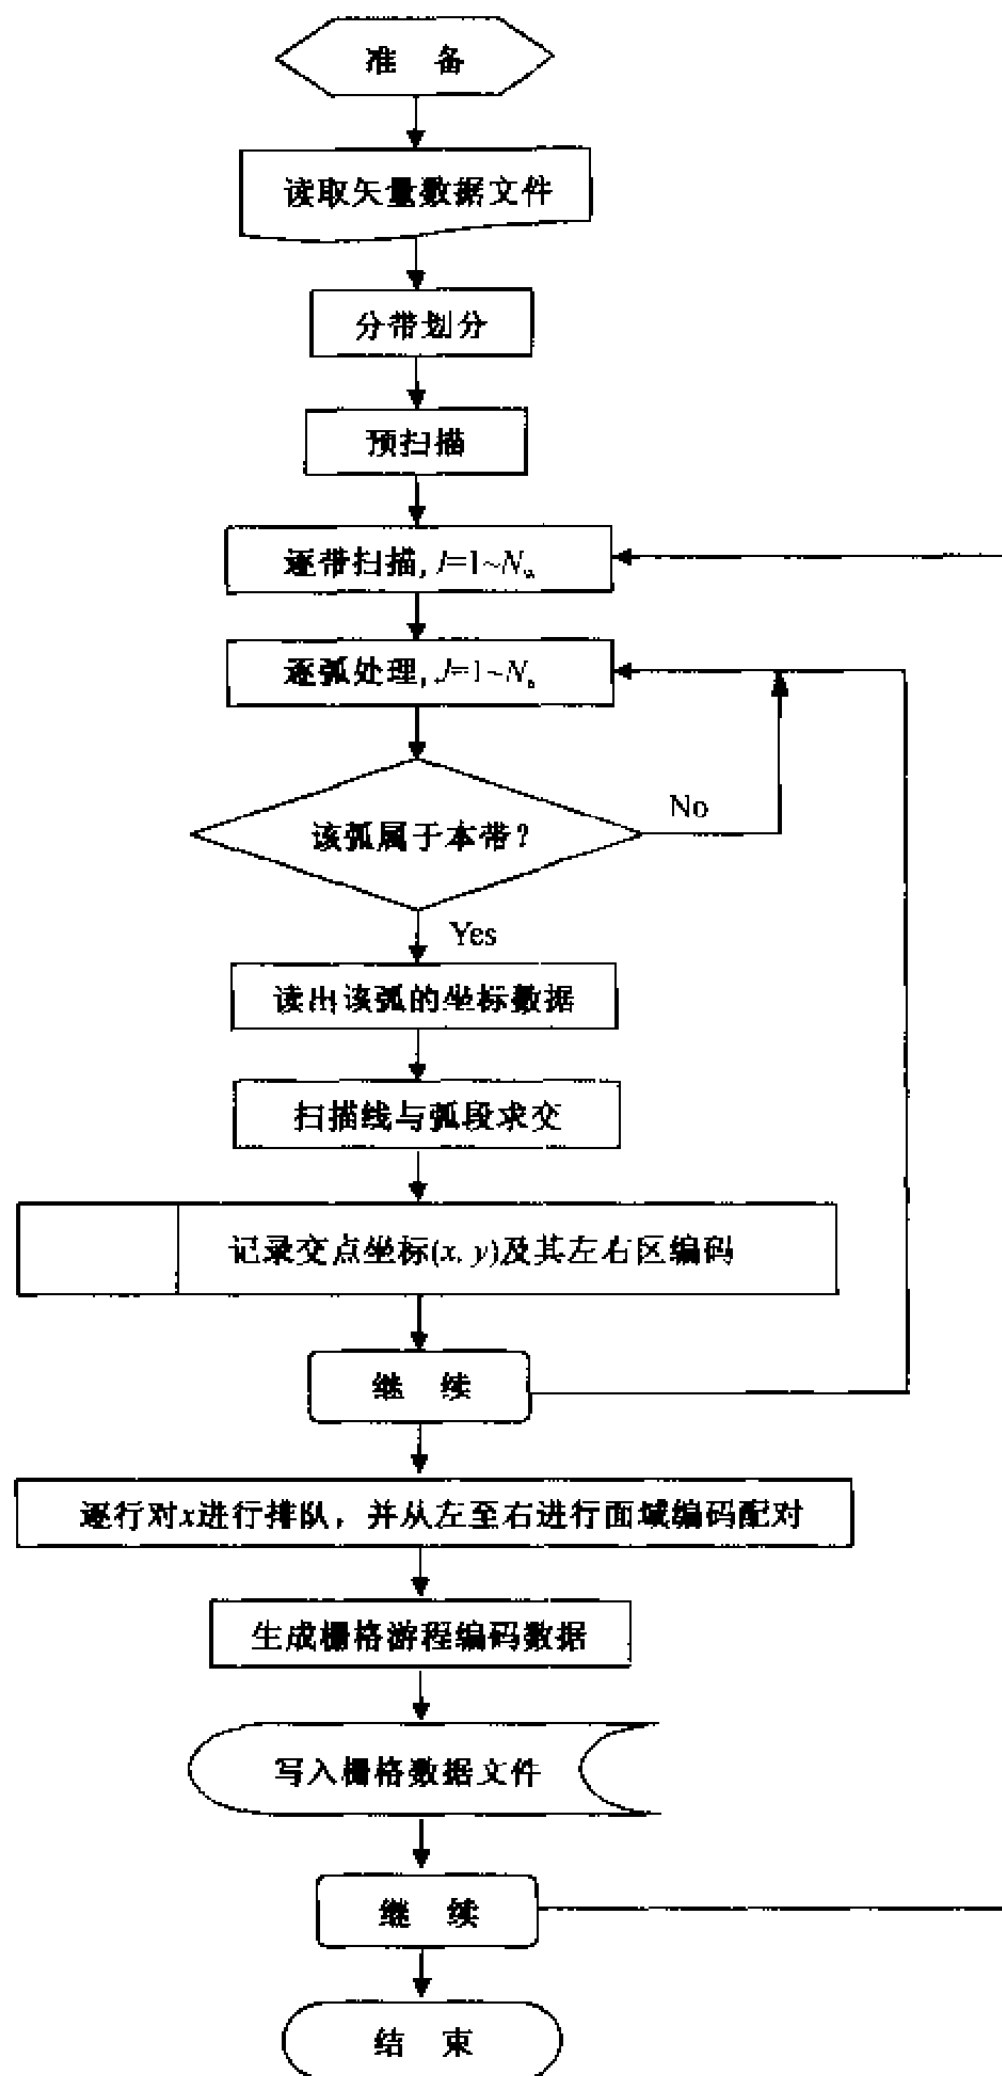 准 备
读取矢量数据文件
分带划分
预扫描
逐带扫描,
逐弧处理,
该弧属于本带?
No
Yes
读出该弧的坐标数据
扫描线与弧段求交
记录交点坐标(x, y)及其左右区编码
继 续
逐行对x进行排队，并从左至右进行面域编码配对
生成栅格游程编码数据
写入栅格数据文件
继 续
结 束